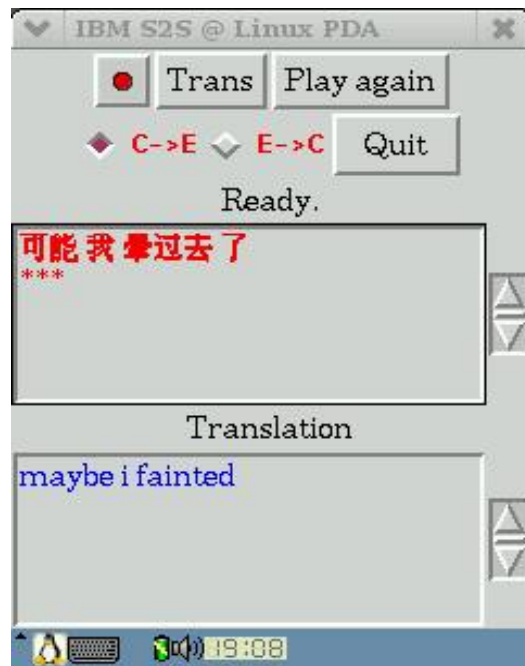 IBM S2S @ Linux PDA
Trans Play again
C->E E->C Quit
Ready.
可能 我 晕过去 了
***
Translation
maybe i fainted
19:08